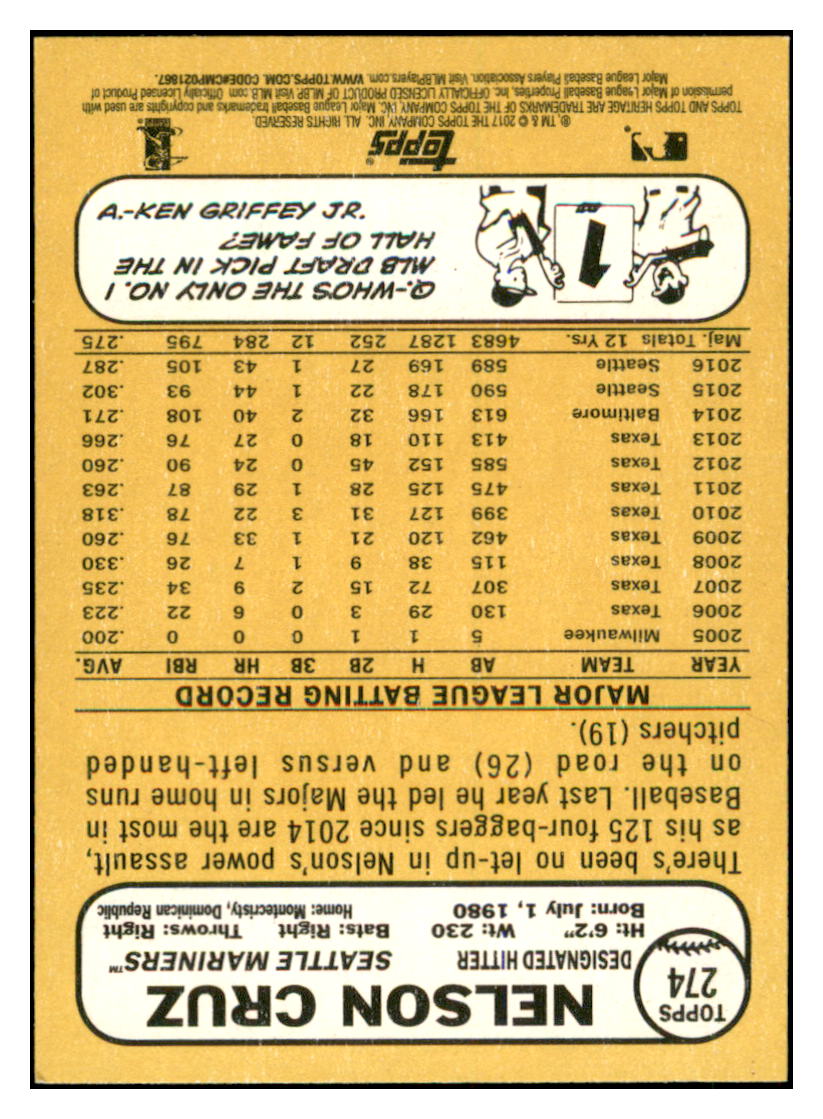 TOPPS
274
NELSON CRUZ
DESIGNATED HITTER SEATTLE MARINERS™
Ht: 6'2" Wt: 230 Bats: Right Throws: Right
Born: July 1, 1980 Home: Montecristy, Dominican Republic
There's been no let-up in Nelson's power assault,
as his 125 four-baggers since 2014 are the most in
Baseball. Last year he led the Majors in home runs
on the road (26) and versus left-handed
pitchers (19).
MAJOR LEAGUE BATTING RECORD
YEAR TEAM AB H 2B 3B HR RBI AVG.
2005 Milwaukee 5 1 1 0 0 0 .200
2006 Texas 130 29 3 0 6 22 .223
2007 Texas 307 72 15 2 9 34 .235
2008 Texas 115 38 9 1 7 26 .330
2009 Texas 462 120 21 1 33 76 .260
2010 Texas 399 127 31 3 22 78 .318
2011 Texas 475 125 28 1 29 87 .263
2012 Texas 585 152 45 0 24 90 .260
2013 Texas 413 110 18 0 27 76 .266
2014 Baltimore 613 166 32 2 40 108 .271
2015 Seattle 590 178 22 1 44 93 .302
2016 Seattle 589 169 27 1 43 105 .287
Maj. Totals 12 Yrs. 4683 1287 252 12 284 795 .275
Q.-WHO'S THE ONLY NO. 1
MLB DRAFT PICK IN THE
HALL OF FAME?
A.-KEN GRIFFEY JR.
1
topps®
®, TM & © 2017 THE TOPPS COMPANY, INC. ALL RIGHTS RESERVED.
TOPPS AND TOPPS HERITAGE ARE TRADEMARKS OF THE TOPPS COMPANY, INC. Major League Baseball trademarks and copyrights are used with
permission of Major League Baseball Properties, Inc. OFFICIALLY LICENSED PRODUCT OF MLBP Visit MLB.com Officially Licensed Product of
Major League Baseball Players Association. Visit MLBPlayers.com. WWW.TOPPS.COM. CODE#CMP021867.